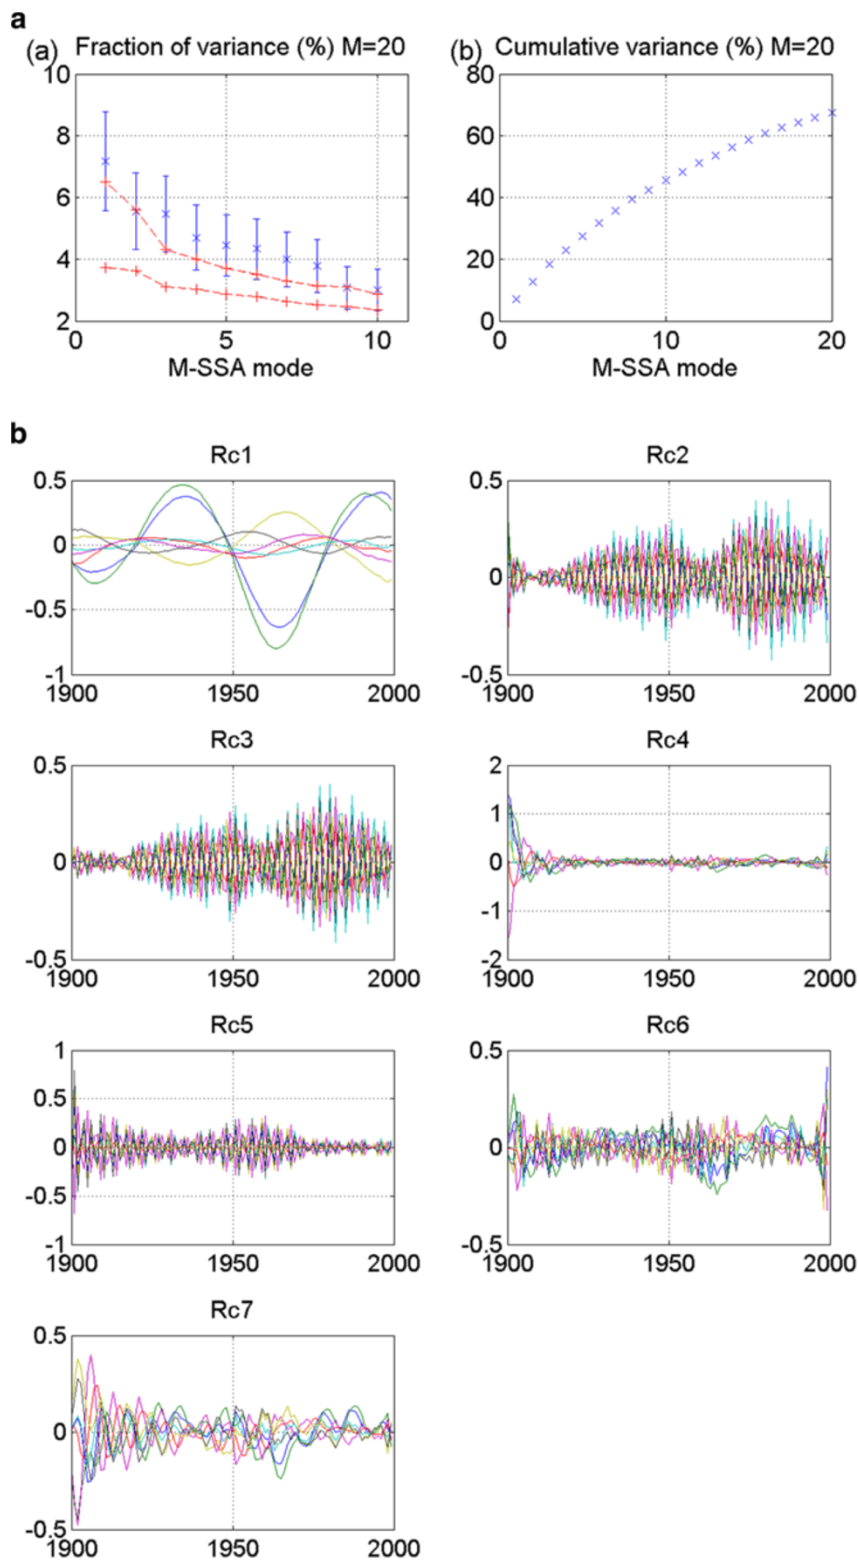 a
(a) Fraction of variance (%) M=20
10
8
6
4
2
0 5 10
M-SSA mode
(b) Cumulative variance (%) M=20
80
60
40
20
0
0 10 20
M-SSA mode
b
Rc1
0.5
0
-0.5
-1
1900 1950 2000
Rc2
0.5
0
-0.5
1900 1950 2000
Rc3
0.5
0
-0.5
1900 1950 2000
Rc4
2
1
0
-1
-2
1900 1950 2000
Rc5
1
0.5
0
-0.5
-1
1900 1950 2000
Rc6
0.5
0
-0.5
1900 1950 2000
Rc7
0.5
0
-0.5
1900 1950 2000